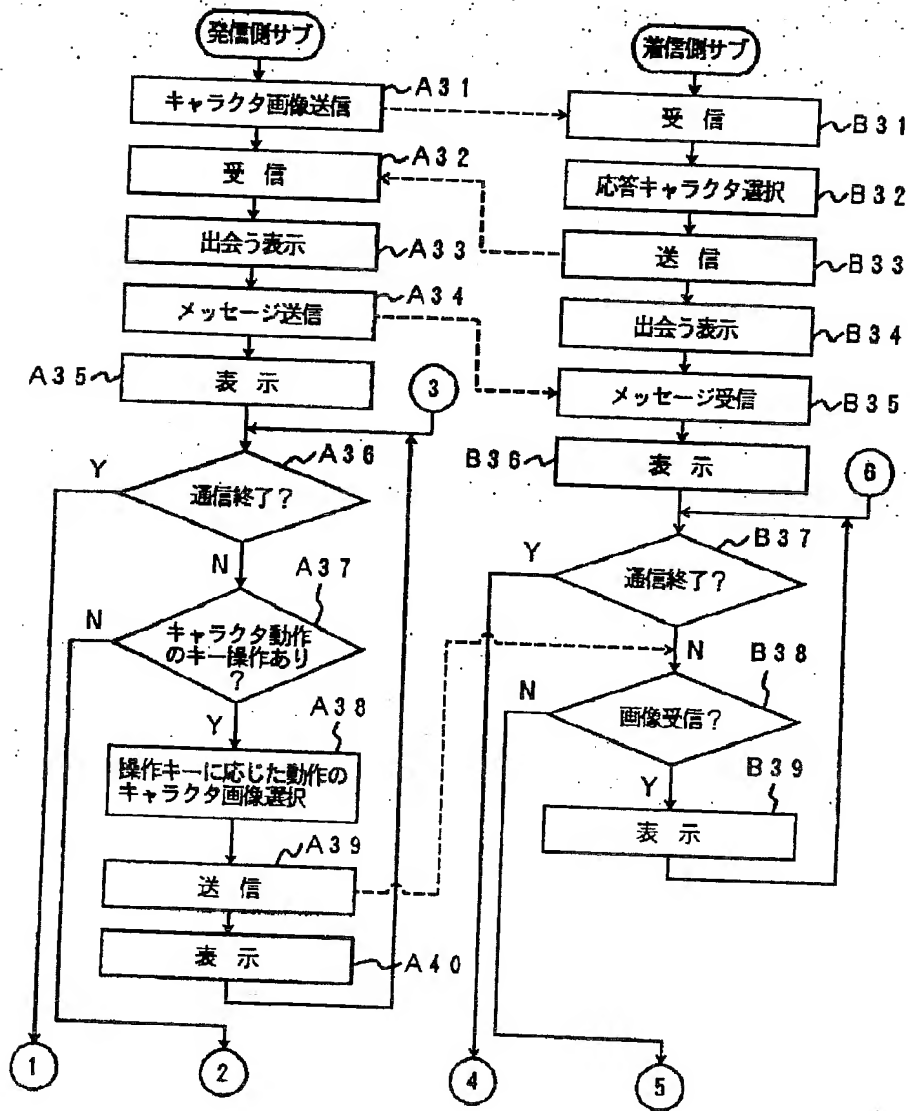 発信側サブ
キャラクタ画像送信
A31
受 信
A32
出会う表示
A33
メッセージ送信
A34
A35
表 示
3
A36
Y
通信終了?
N
A37
N
キャラクタ動作
のキー操作あり
?
Y
A38
操作キーに応じた動作の
キャラクタ画像選択
A39
送 信
表 示
A40
1
2
着信側サブ
受 信
B31
応答キャラクタ選択
B32
送 信
B33
出会う表示
B34
メッセージ受信
B35
B36
表 示
6
B37
Y
通信終了?
N
B38
N
画像受信?
Y
B39
表 示
4
5